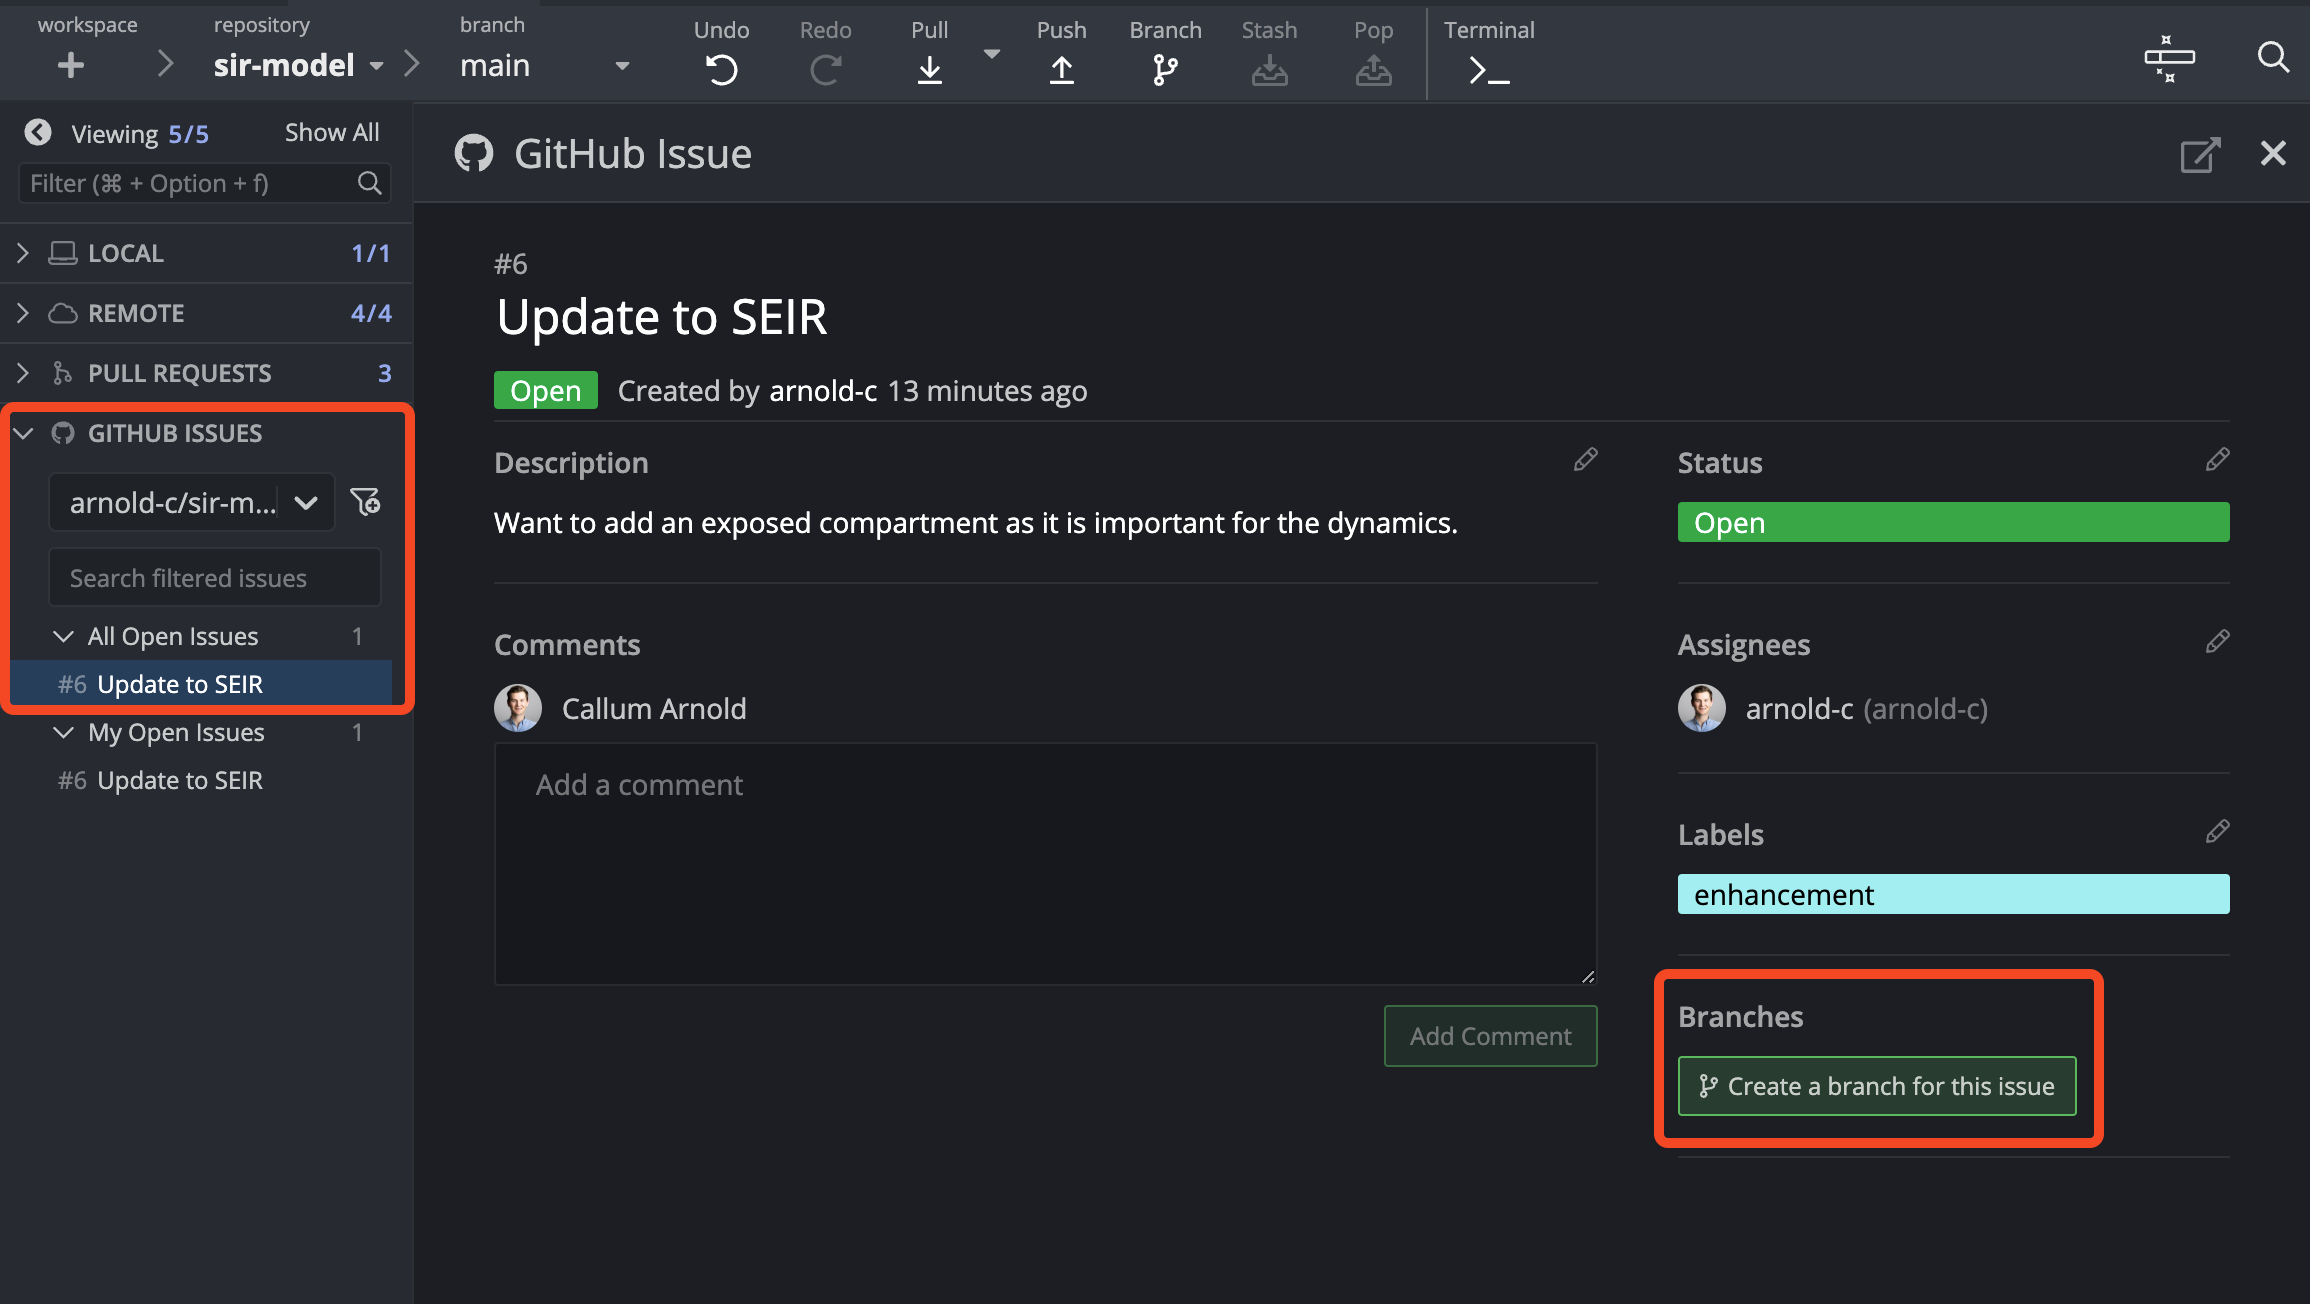 workspace
repository
sir-model
branch
main
Undo
Redo
Pull
Push
Branch
Stash
Pop
Terminal
Viewing 5/5
Show All
Filter (⌘ + Option + f)
LOCAL 1/1
REMOTE 4/4
PULL REQUESTS 3
GITHUB ISSUES
arnold-c/sir-m...
Search filtered issues
All Open Issues 1
#6 Update to SEIR
My Open Issues 1
#6 Update to SEIR
GitHub Issue
#6
Update to SEIR
Open Created by arnold-c 13 minutes ago
Description
Want to add an exposed compartment as it is important for the dynamics.
Comments
Callum Arnold
Add a comment
Add Comment
Status
Open
Assignees
arnold-c (arnold-c)
Labels
enhancement
Branches
Create a branch for this issue